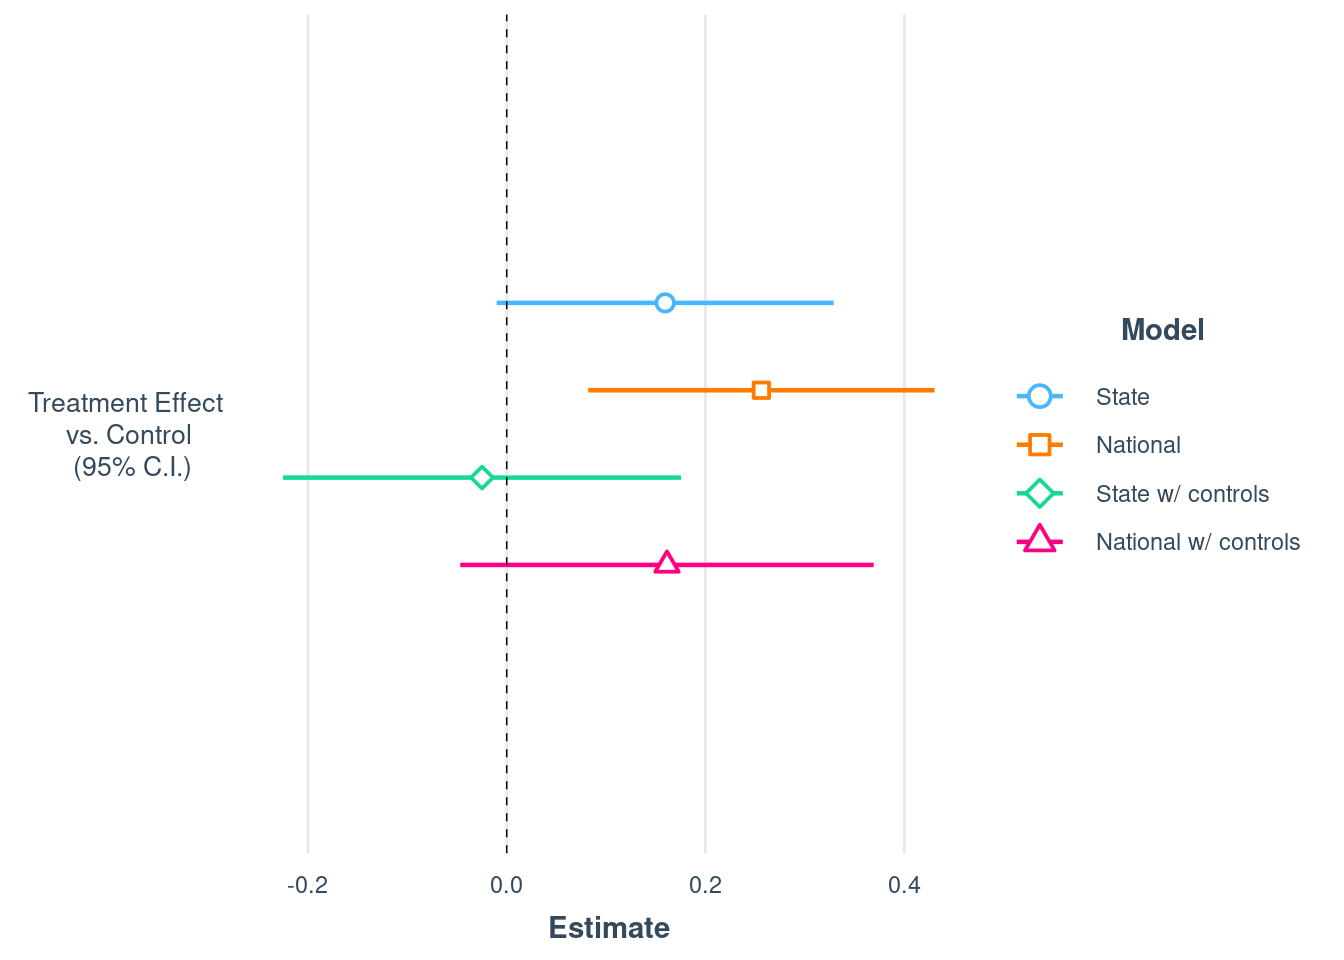 Treatment Effect
vs. Control
(95% C.I.)
-0.2
0.0
0.2
0.4
Estimate
Model
State
National
State w/ controls
National w/ controls